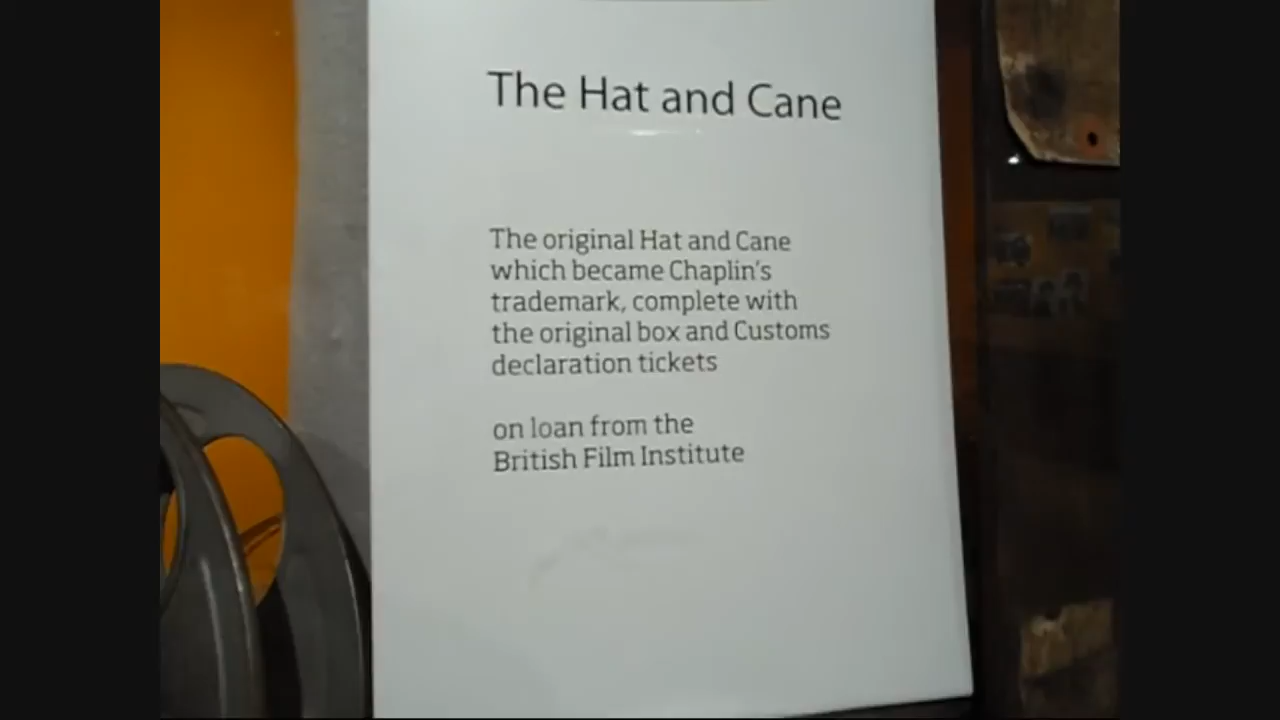 The Hat and Cane
The original Hat and Cane
which became Chaplin's
trademark, complete with
the original box and Customs
declaration tickets
on loan from the
British Film Institute